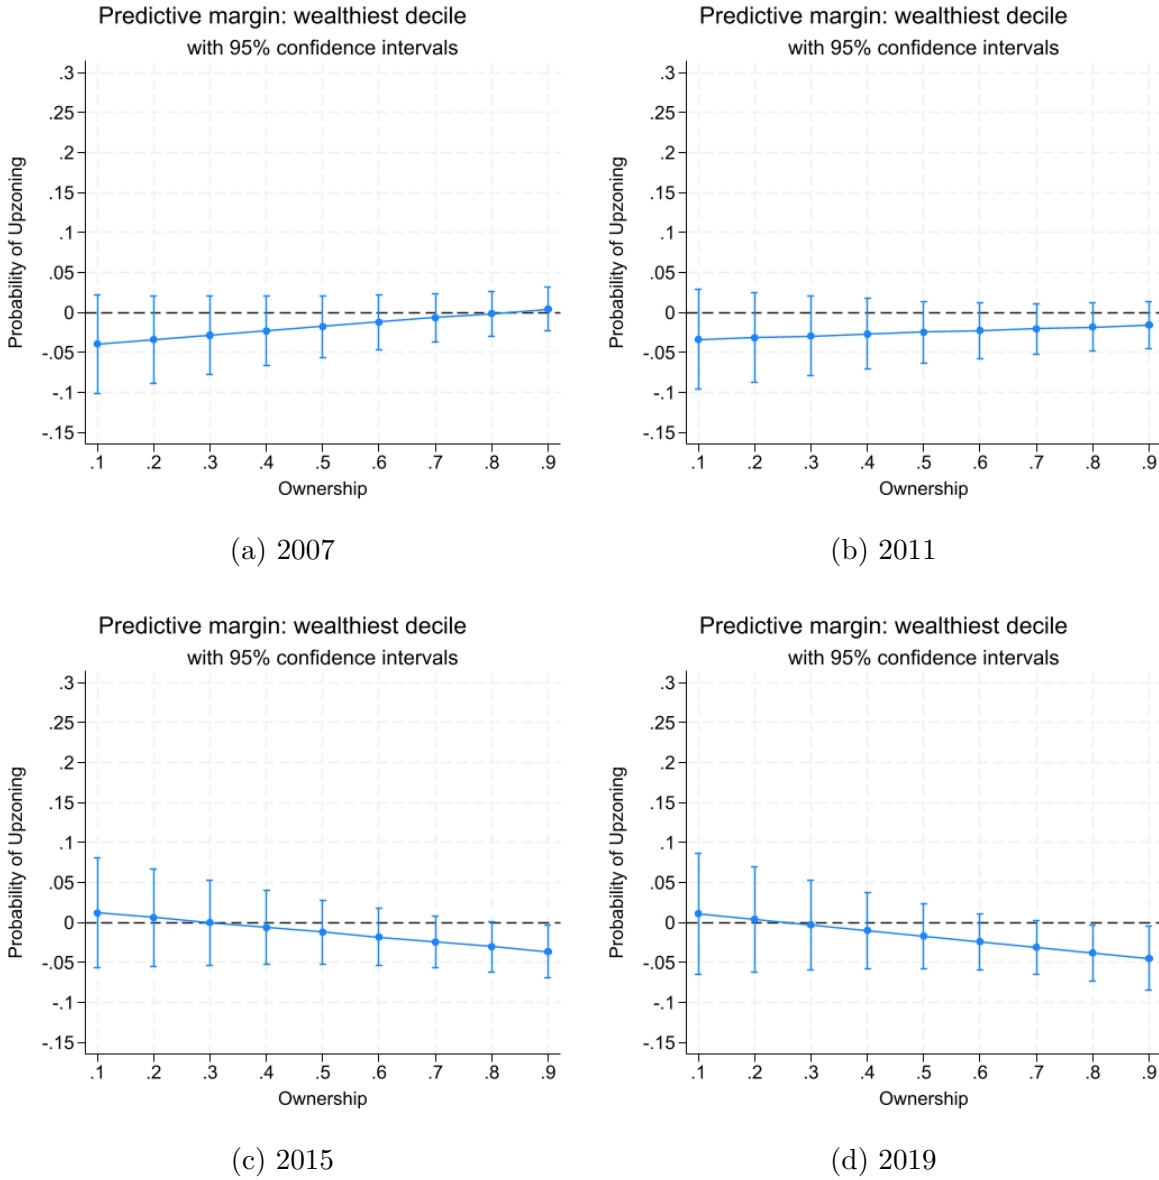 Predictive margin: wealthiest decile
with 95% confidence intervals
Probability of Upzoning
.3
.25
.2
.15
.1
.05
0
-.05
-.1
-.15
.1 .2 .3 .4 .5 .6 .7 .8 .9
Ownership
(a) 2007
Predictive margin: wealthiest decile
with 95% confidence intervals
Probability of Upzoning
.3
.25
.2
.15
.1
.05
0
-.05
-.1
-.15
.1 .2 .3 .4 .5 .6 .7 .8 .9
Ownership
(b) 2011
Predictive margin: wealthiest decile
with 95% confidence intervals
Probability of Upzoning
.3
.25
.2
.15
.1
.05
0
-.05
-.1
-.15
.1 .2 .3 .4 .5 .6 .7 .8 .9
Ownership
(c) 2015
Predictive margin: wealthiest decile
with 95% confidence intervals
Probability of Upzoning
.3
.25
.2
.15
.1
.05
0
-.05
-.1
-.15
.1 .2 .3 .4 .5 .6 .7 .8 .9
Ownership
(d) 2019